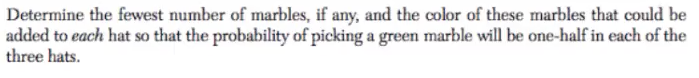 Determine the fewest number of marbles, if any, and the color of these marbles that could be
added to each hat so that the probability of picking a green marble will be one-half in each of the
three hats.